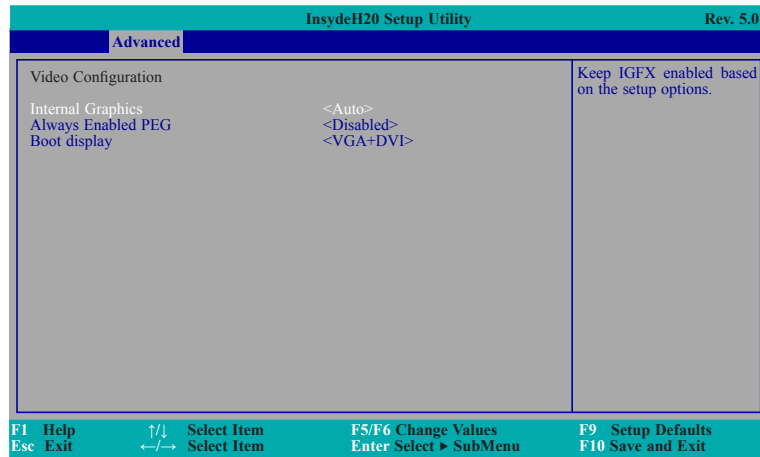 InsydeH20 Setup Utility Rev. 5.0
Advanced
Video Configuration
Internal Graphics <Auto>
Always Enabled PEG <Disabled>
Boot display <VGA+DVI>
Keep IGFX enabled based
on the setup options.
F1 Help ↑/↓ Select Item F5/F6 Change Values F9 Setup Defaults
Esc Exit ←/→ Select Item Enter Select ▶ SubMenu F10 Save and Exit